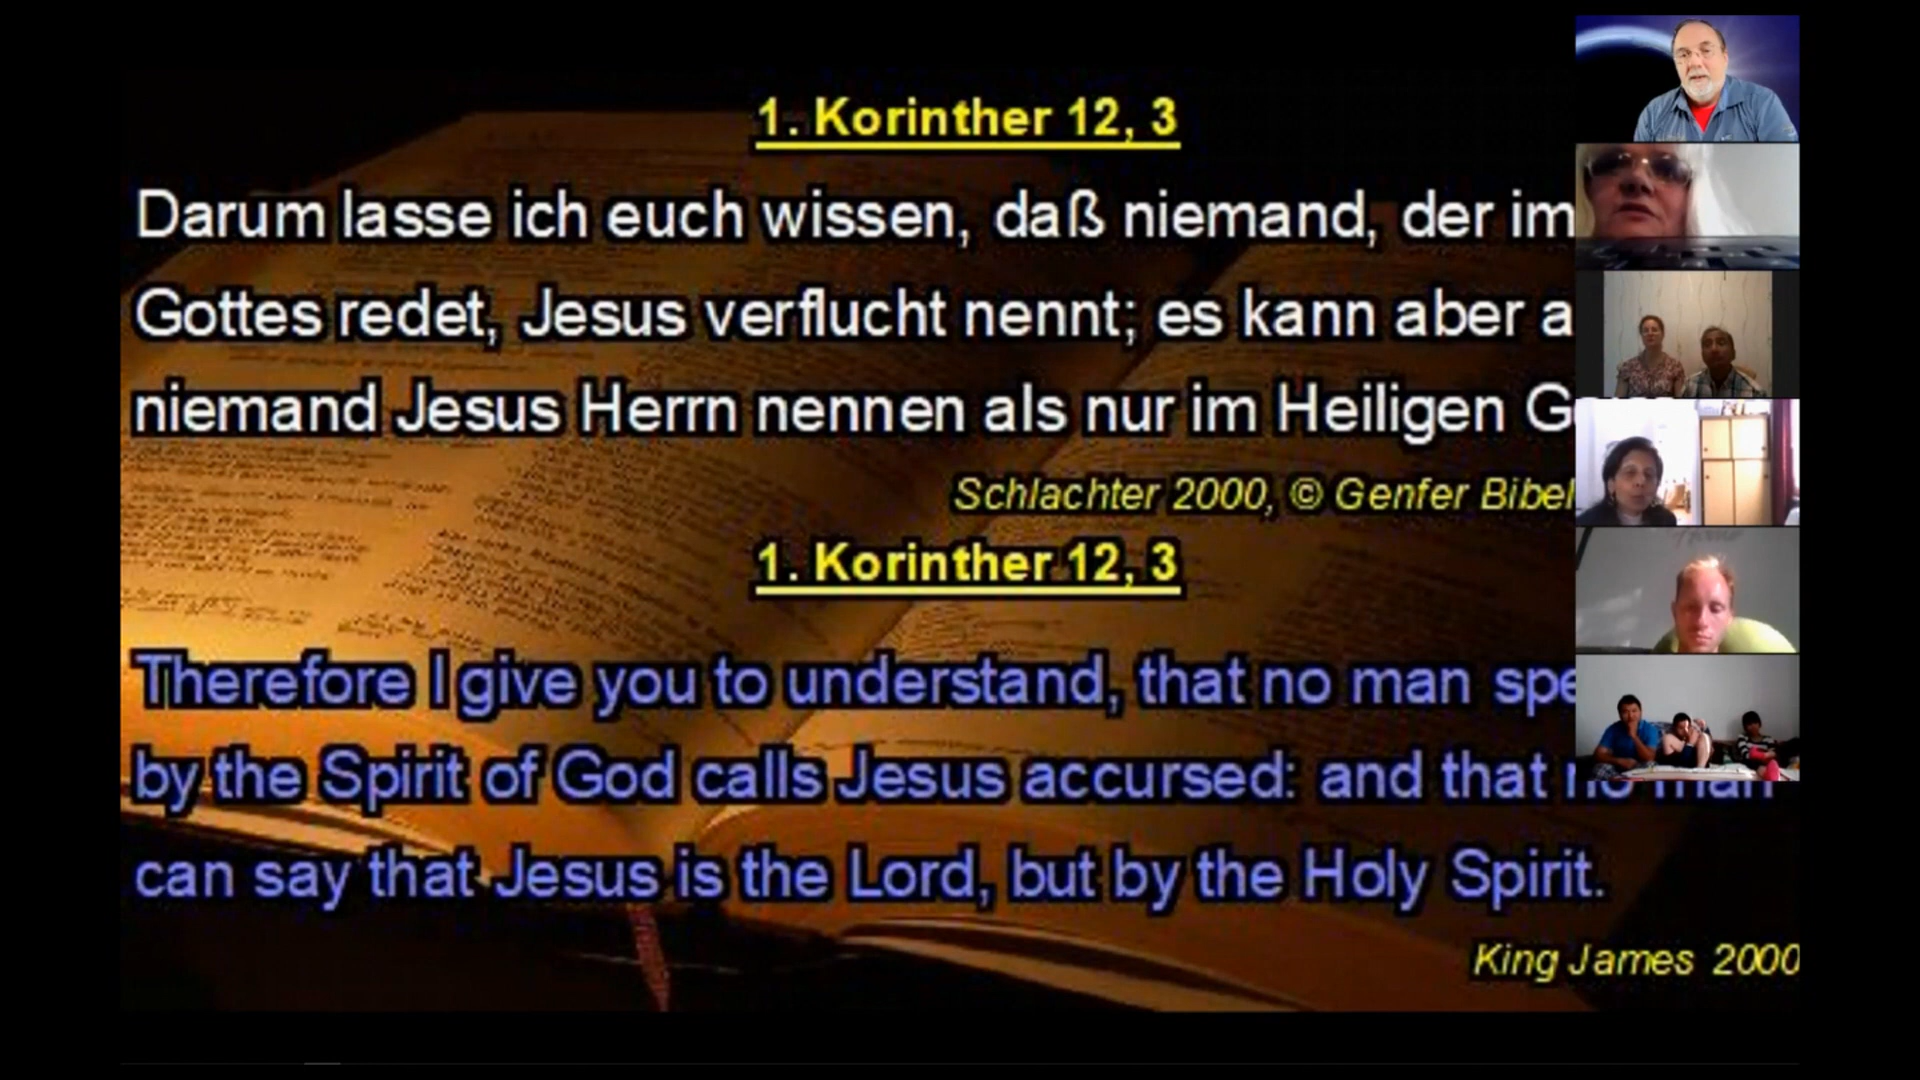 1. Korinther 12, 3
Darum lasse ich euch wissen, daß niemand, der im
Gottes redet, Jesus verflucht nennt; es kann aber a
niemand Jesus Herrn nennen als nur im Heiligen G
Schlachter 2000, © Genfer Bibel
1. Korinther 12, 3
Therefore I give you to understand, that no man spe
by the Spirit of God calls Jesus accursed: and that no man
can say that Jesus is the Lord, but by the Holy Spirit.
King James 2000